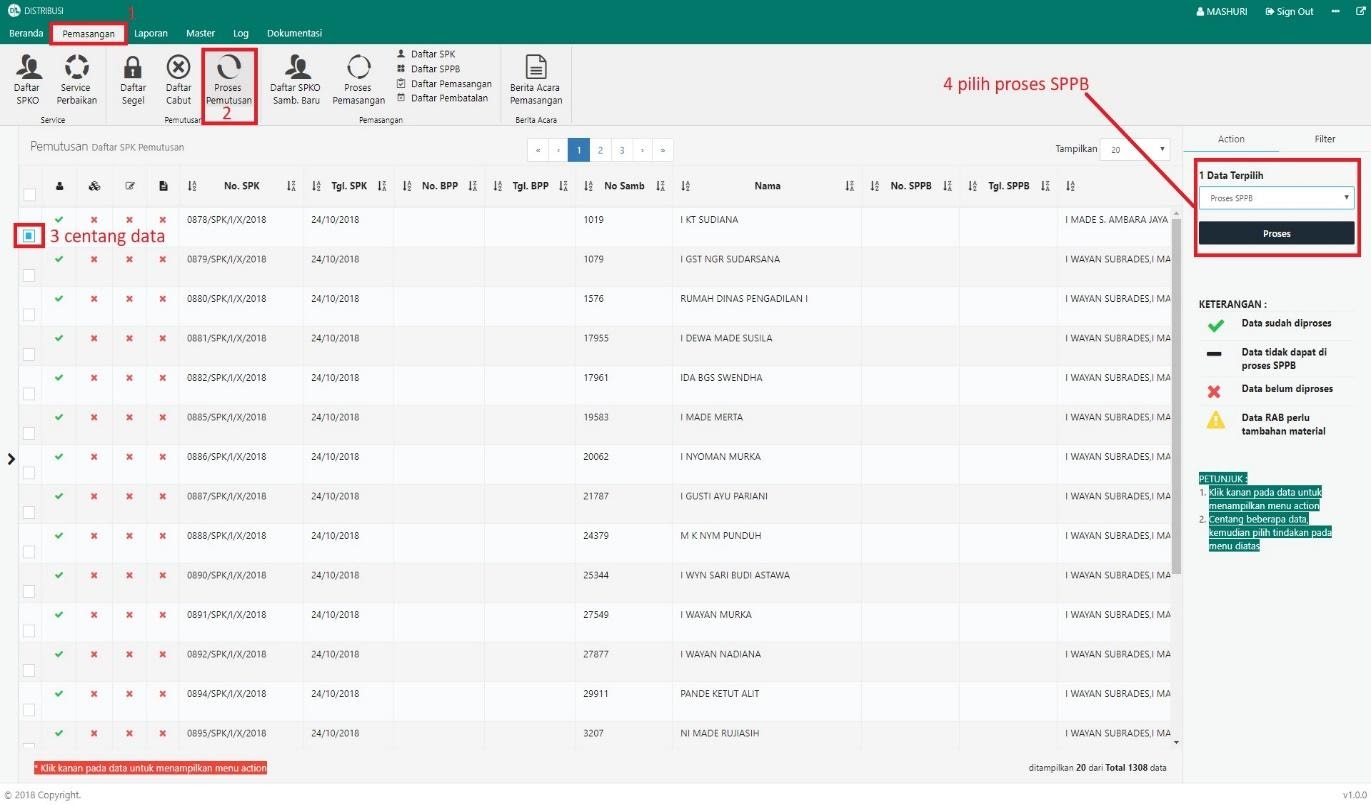 DISTRIBUSI
1
MASHURI Sign Out
Beranda Pemasangan Laporan Master Log Dokumentasi
Daftar SPKO
Service Perbaikan
Daftar Segel
Daftar Cabut
Proses Pemutusan
2
Daftar SPKO Samb. Baru
Proses Pemasangan
Daftar SPK
Daftar SPPB
Daftar Pemasangan
Daftar Pembatalan
Berita Acara Pemasangan
Service Pemutusan Pemasangan Berita Acara
4 pilih proses SPPB
Pemutusan Daftar SPK Pemutusan
« ‹ 1 2 3 › »
Tampilkan 20
Action Filter
No. SPK Tgl. SPK No. BPP Tgl. BPP No Samb Nama No. SPPB Tgl. SPPB
0878/SPK/I/X/2018 24/10/2018 1019 I KT SUDIANA I MADE S. AMBARA JAYA
3 centang data
0879/SPK/I/X/2018 24/10/2018 1079 I GST NGR SUDARSANA I WAYAN SUBRADES,I MA
0880/SPK/I/X/2018 24/10/2018 1576 RUMAH DINAS PENGADILAN I I WAYAN SUBRADES,I MA
0881/SPK/I/X/2018 24/10/2018 17955 I DEWA MADE SUSILA I WAYAN SUBRADES,I MA
0882/SPK/I/X/2018 24/10/2018 17961 IDA BGS SWENDHA I WAYAN SUBRADES,I MA
0885/SPK/I/X/2018 24/10/2018 19583 I MADE MERTA I WAYAN SUBRADES,I MA
0886/SPK/I/X/2018 24/10/2018 20062 I NYOMAN MURKA I WAYAN SUBRADES,I MA
0887/SPK/I/X/2018 24/10/2018 21787 I GUSTI AYU PARIANI I WAYAN SUBRADES,I MA
0888/SPK/I/X/2018 24/10/2018 24379 M K NYM PUNDUH I WAYAN SUBRADES,I MA
0890/SPK/I/X/2018 24/10/2018 25344 I WYN SARI BUDI ASTAWA I WAYAN SUBRADES,I MA
0891/SPK/I/X/2018 24/10/2018 27549 I WAYAN MURKA I WAYAN SUBRADES,I MA
0892/SPK/I/X/2018 24/10/2018 27877 I WAYAN NADIANA I WAYAN SUBRADES,I MA
0894/SPK/I/X/2018 24/10/2018 29911 PANDE KETUT ALIT I WAYAN SUBRADES,I MA
0895/SPK/I/X/2018 24/10/2018 3207 NI MADE RUJIASIH I WAYAN SUBRADES,I MA
1 Data Terpilih
Proses SPPB
Proses
KETERANGAN :
Data sudah diproses
Data tidak dapat di
proses SPPB
Data belum diproses
Data RAB perlu
tambahan material
PETUNJUK :
1. Klik kanan pada data untuk
menampilkan menu action
2. Centang beberapa data,
kemudian pilih tindakan pada
menu diatas
* Klik kanan pada data untuk menampilkan menu action
ditampilkan 20 dari Total 1308 data
© 2018 Copyright.
v1.0.0